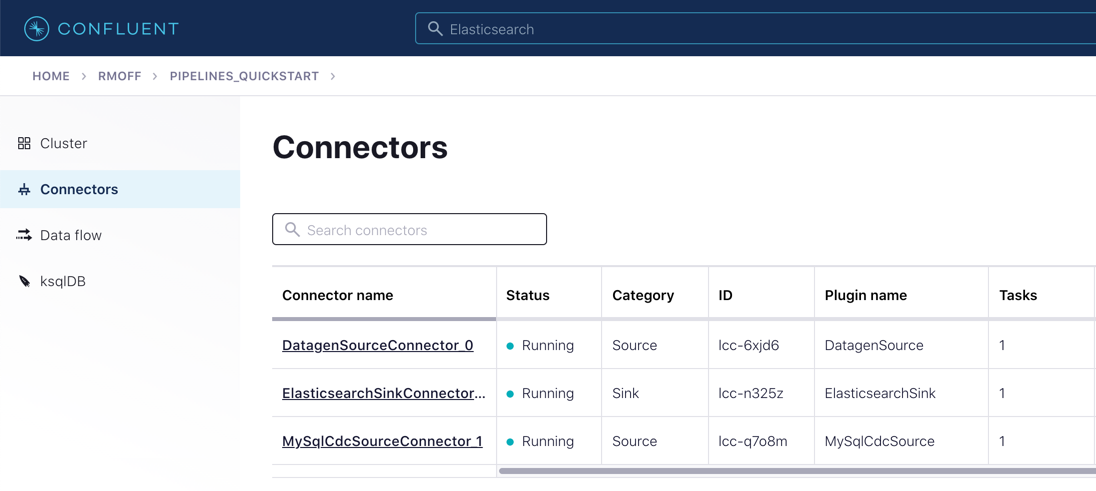 CONFLUENT
Elasticsearch
HOME > RMOFF > PIPELINES_QUICKSTART >
Cluster
Connectors
Data flow
ksqlDB
Connectors
Search connectors
Connector name Status Category ID Plugin name Tasks
DatagenSourceConnector_0 Running Source lcc-6xjd6 DatagenSource 1
ElasticsearchSinkConnector... Running Sink lcc-n325z ElasticsearchSink 1
MySqlCdcSourceConnector_1 Running Source lcc-q7o8m MySqlCdcSource 1